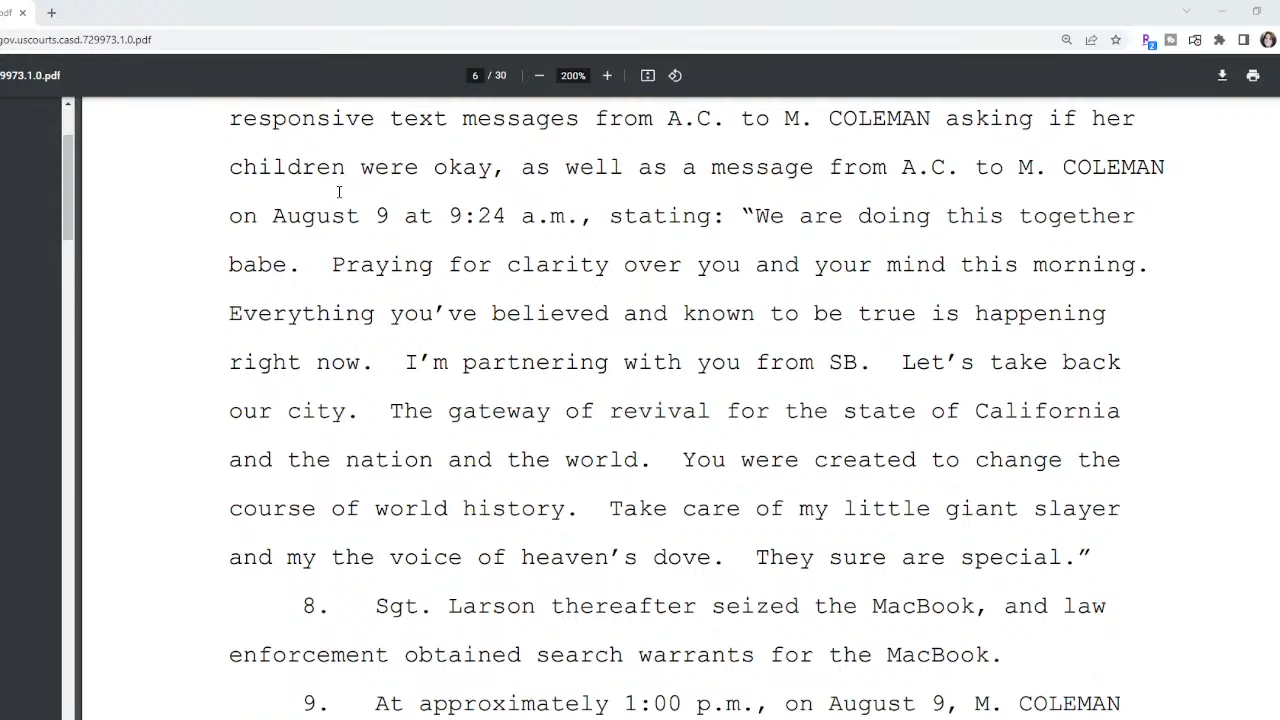 pdf
gov.uscourts.casd.729973.1.0.pdf
9973.1.0.pdf
6 / 30
200%
responsive text messages from A.C. to M. COLEMAN asking if her
children were okay, as well as a message from A.C. to M. COLEMAN
on August 9 at 9:24 a.m., stating: “We are doing this together
babe.  Praying for clarity over you and your mind this morning.
Everything you’ve believed and known to be true is happening
right now.  I’m partnering with you from SB.  Let’s take back
our city.  The gateway of revival for the state of California
and the nation and the world.  You were created to change the
course of world history.  Take care of my little giant slayer
and my the voice of heaven’s dove.  They sure are special.”
8.   Sgt. Larson thereafter seized the MacBook, and law
enforcement obtained search warrants for the MacBook.
9.   At approximately 1:00 p.m., on August 9, M. COLEMAN